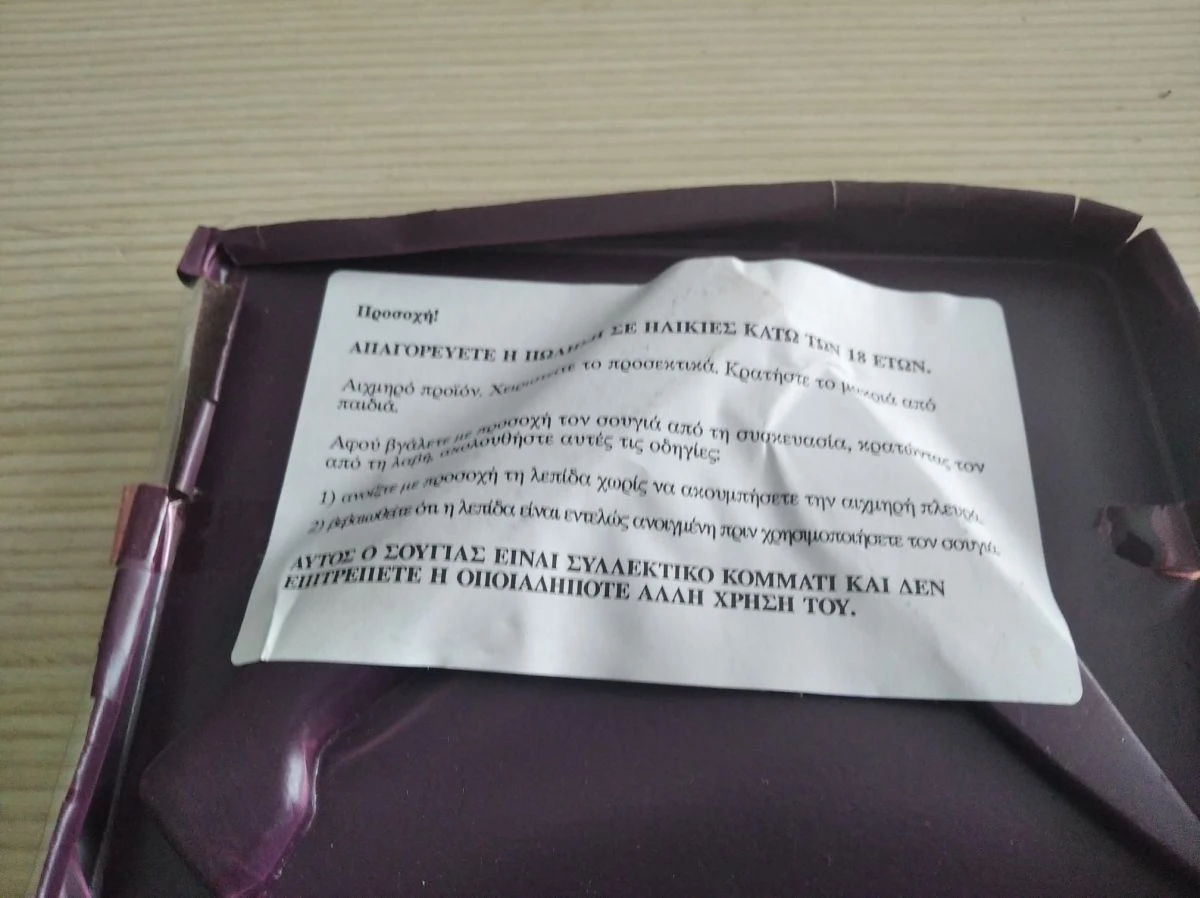 Προσοχή!
ΑΠΑΓΟΡΕΥΕΤΕ Η ΠΩΛΗΣΗ ΣΕ ΗΛΙΚΙΕΣ ΚΑΤΩ ΤΩΝ 18 ΕΤΩΝ.
Αιχμηρό προϊόν. το προσεκτικά. Κρατήστε το μακριά από
παιδιά.
Αφού βγάλετε με προσοχή τον σουγιά από τη συσκευασία, κρατώντας τον
από τη λαβή, ακολουθήστε αυτές τις οδηγίες:
1) ανοίξτε με προσοχή τη λεπίδα χωρίς να ακουμπήσετε την αιχμηρή πλευρά.
2) βεβαιωθείτε ότι η λεπίδα είναι εντελώς ανοιγμένη πριν χρησιμοποιήσετε τον σουγιά.
ΑΥΤΟΣ Ο ΣΟΥΓΙΑΣ ΕΙΝΑΙ ΣΥΛΛΕΚΤΙΚΟ ΚΟΜΜΑΤΙ ΚΑΙ ΔΕΝ
ΕΠΙΤΡΕΠΕΤΕ Η ΟΠΟΙΑΔΗΠΟΤΕ ΑΛΛΗ ΧΡΗΣΗ ΤΟΥ.